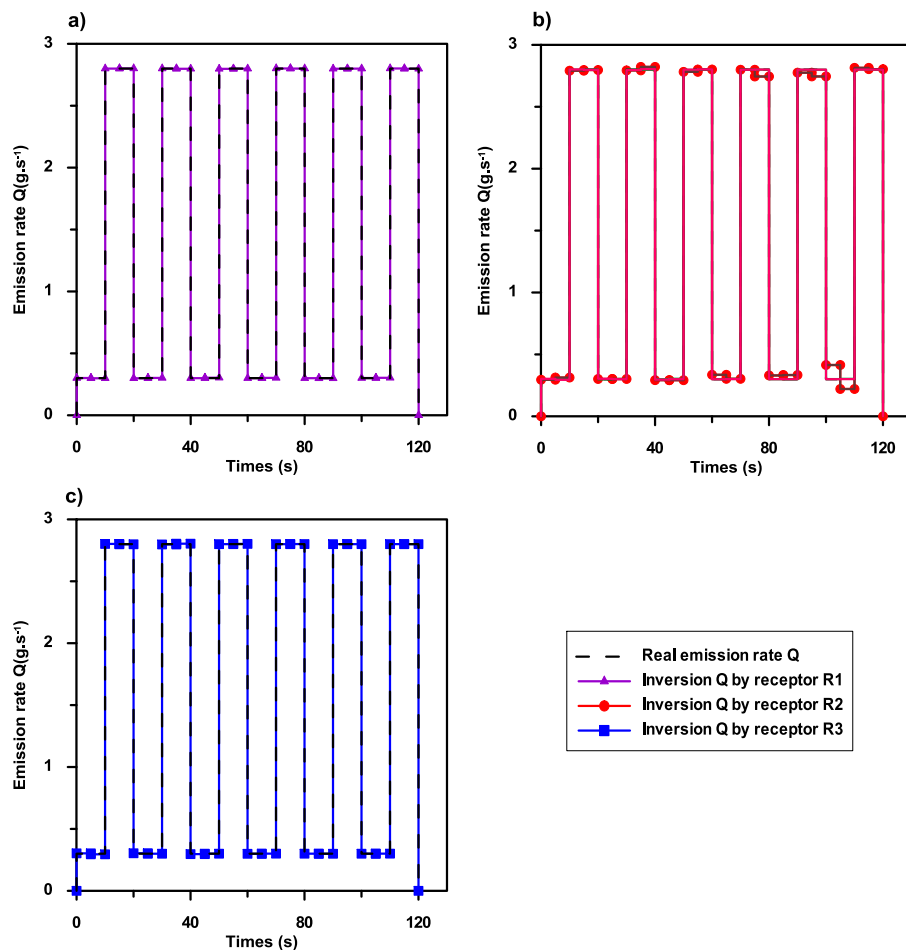 a)
3
2
1
0
Emission rate Q(g.s-1)
0 40 80 120
Times (s)
b)
3
2
1
0
Emission rate Q(g.s-1)
0 40 80 120
Times (s)
c)
3
2
1
0
Emission rate Q(g.s-1)
0 40 80 120
Times (s)
Real emission rate Q
Inversion Q by receptor R1
Inversion Q by receptor R2
Inversion Q by receptor R3